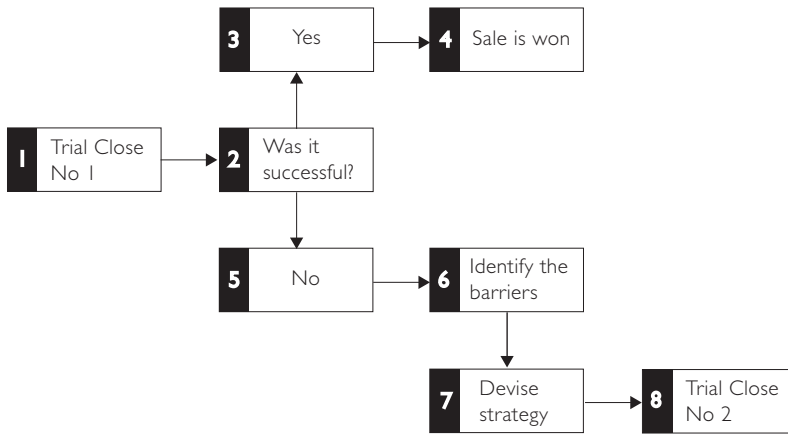 3 Yes
4 Sale is won
1 Trial Close
No 1
2 Was it
successful?
5 No
6 Identify the
barriers
7 Devise
strategy
8 Trial Close
No 2